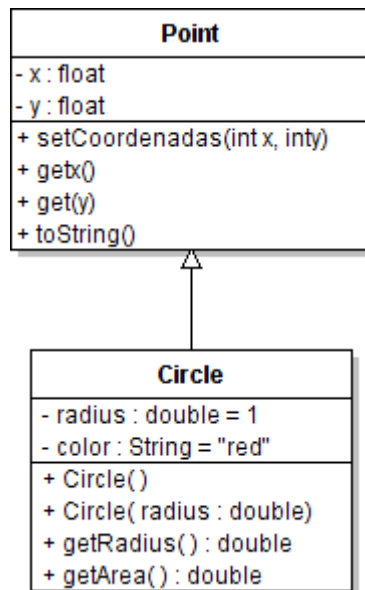 Point
- x : float
- y : float
+ setCoordenadas(int x, inty)
+ getx()
+ get(y)
+ toString()
Circle
- radius : double = 1
- color : String = "red"
+ Circle()
+ Circle( radius : double)
+ getRadius() : double
+ getArea() : double